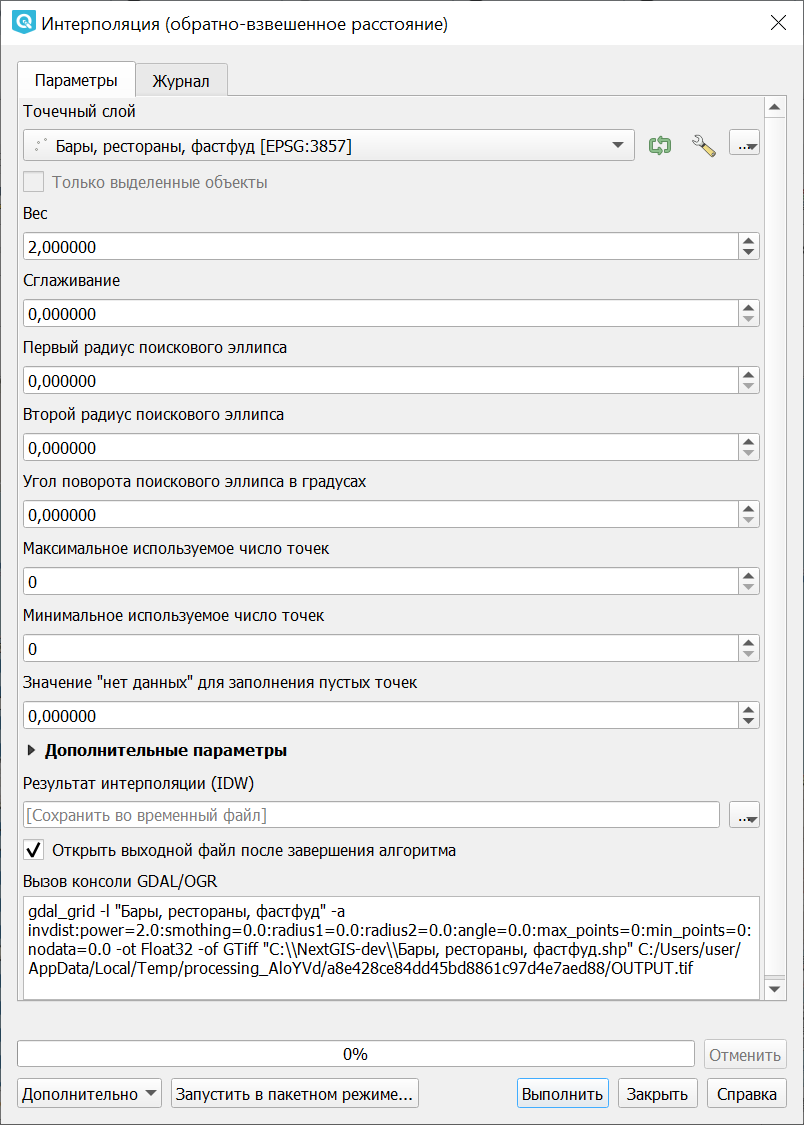 Интерполяция (обратно-взвешенное расстояние)
Параметры
Журнал
Точечный слой
Бары, рестораны, фастфуд [EPSG:3857]
...
Только выделенные объекты
Вес
2,000000
Сглаживание
0,000000
Первый радиус поискового эллипса
0,000000
Второй радиус поискового эллипса
0,000000
Угол поворота поискового эллипса в градусах
0,000000
Максимальное используемое число точек
0
Минимальное используемое число точек
0
Значение "нет данных" для заполнения пустых точек
0,000000
Дополнительные параметры
Результат интерполяции (IDW)
[Сохранить во временный файл]
...
Открыть выходной файл после завершения алгоритма
Вызов консоли GDAL/OGR
gdal_grid -l "Бары, рестораны, фастфуд" -a
invdist:power=2.0:smothing=0.0:radius1=0.0:radius2=0.0:angle=0.0:max_points=0:min_points=0:
nodata=0.0 -ot Float32 -of GTiff "C:\\NextGIS-dev\\Бары, рестораны, фастфуд.shp" C:/Users/user/
AppData/Local/Temp/processing_AloYVd/a8e428ce84dd45bd8861c97d4e7aed88/OUTPUT.tif
0%
Отменить
Дополнительно
Запустить в пакетном режиме...
Выполнить
Закрыть
Справка